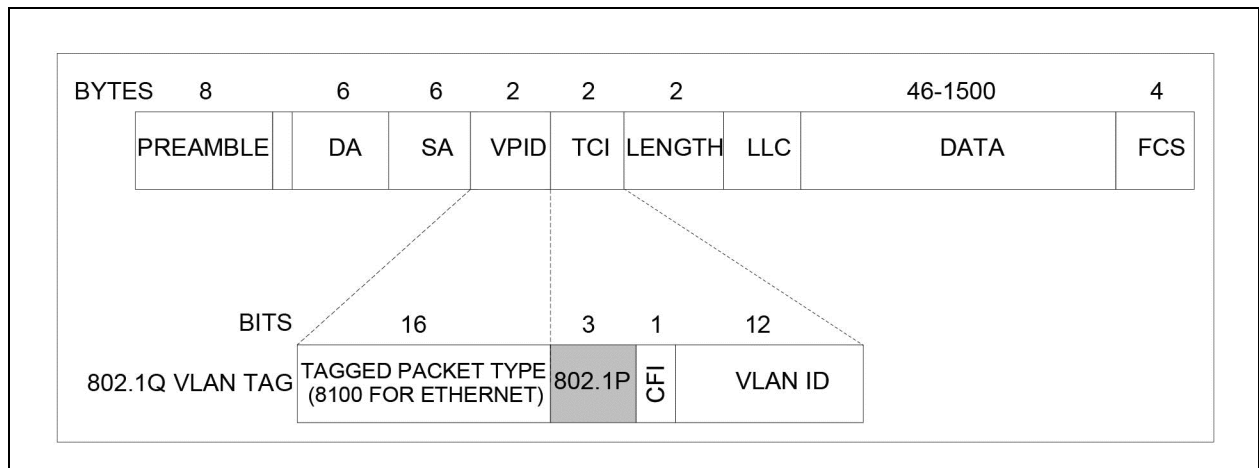 BYTES 8 6 6 2 2 2 46-1500 4
PREAMBLE DA SA VPID TCI LENGTH LLC DATA FCS
BITS 16 3 1 12
802.1Q VLAN TAG TAGGED PACKET TYPE (8100 FOR ETHERNET) 802.1P CFI VLAN ID